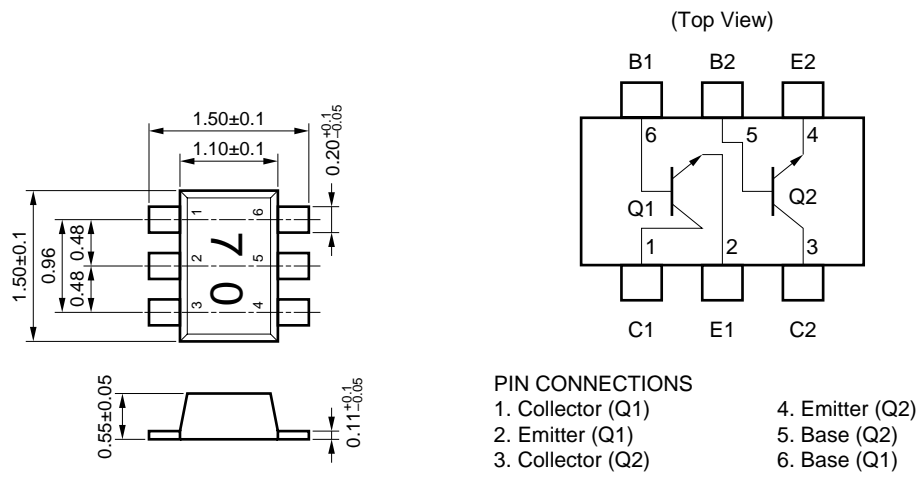 1.50±0.1
1.10±0.1
0.20+0.1 −0.05
1.50±0.1
0.96
0.48
0.48
1
2
3
6
5
4
7 0
0.55±0.05
0.11+0.1 −0.05
(Top View)
B1 B2 E2
6 5 4
Q1 Q2
1 2 3
C1 E1 C2
PIN CONNECTIONS
1. Collector (Q1) 4. Emitter (Q2)
2. Emitter (Q1) 5. Base (Q2)
3. Collector (Q2) 6. Base (Q1)